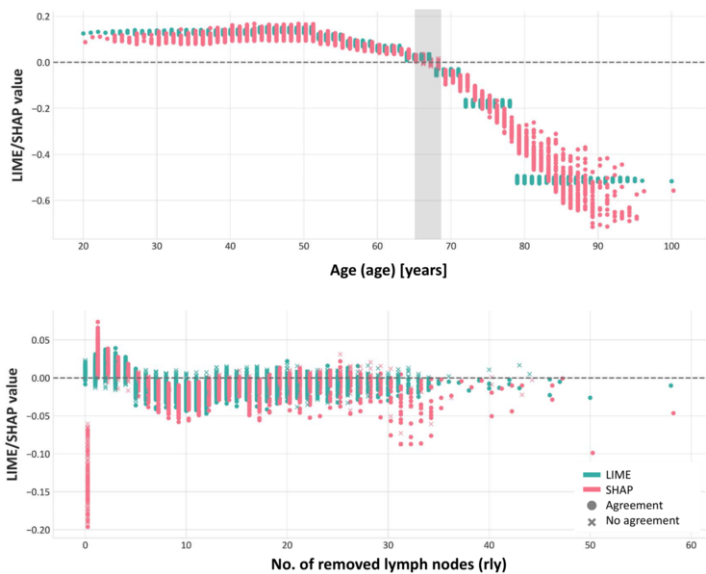 0.2
0.0
-0.2
-0.4
-0.6
LIME/SHAP value
20 30 40 50 60 70 80 90 100
Age (age) [years]
0.05
0.00
-0.05
-0.10
-0.15
-0.20
LIME/SHAP value
LIME
SHAP
Agreement
No agreement
0 10 20 30 40 50 60
No. of removed lymph nodes (rly)